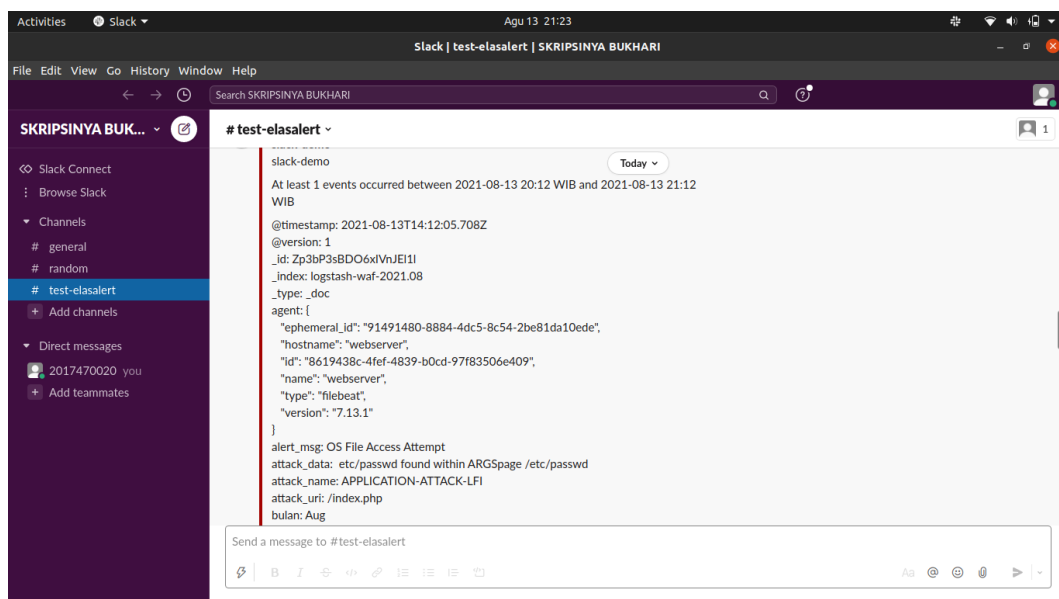 Activities Slack Agu 13 21:23
Slack | test-elasalert | SKRIPSINYA BUKHARI
File Edit View Go History Window Help
Search SKRIPSINYA BUKHARI
SKRIPSINYA BUK...
# test-elasalert
1
Slack Connect
Browse Slack
Channels
# general
# random
# test-elasalert
+ Add channels
Direct messages
2017470020 you
+ Add teammates
slack-demo
Today
At least 1 events occurred between 2021-08-13 20:12 WIB and 2021-08-13 21:12
WIB
@timestamp: 2021-08-13T14:12:05.708Z
@version: 1
_index: logstash-waf-2021.08
_type: _doc
agent: {
"ephemeral_id": "91491480-8884-4dc5-8c54-2be81da10ede",
"hostname": "webserver",
"id": "8619438c-4fef-4839-b0cd-97f83506e409",
"name": "webserver",
"type": "filebeat",
"version": "7.13.1"
}
alert_msg: OS File Access Attempt
attack_data: etc/passwd found within ARGSpage /etc/passwd
attack_name: APPLICATION-ATTACK-LFI
attack_uri: /index.php
bulan: Aug
Send a message to #test-elasalert
B I S </> Aa @